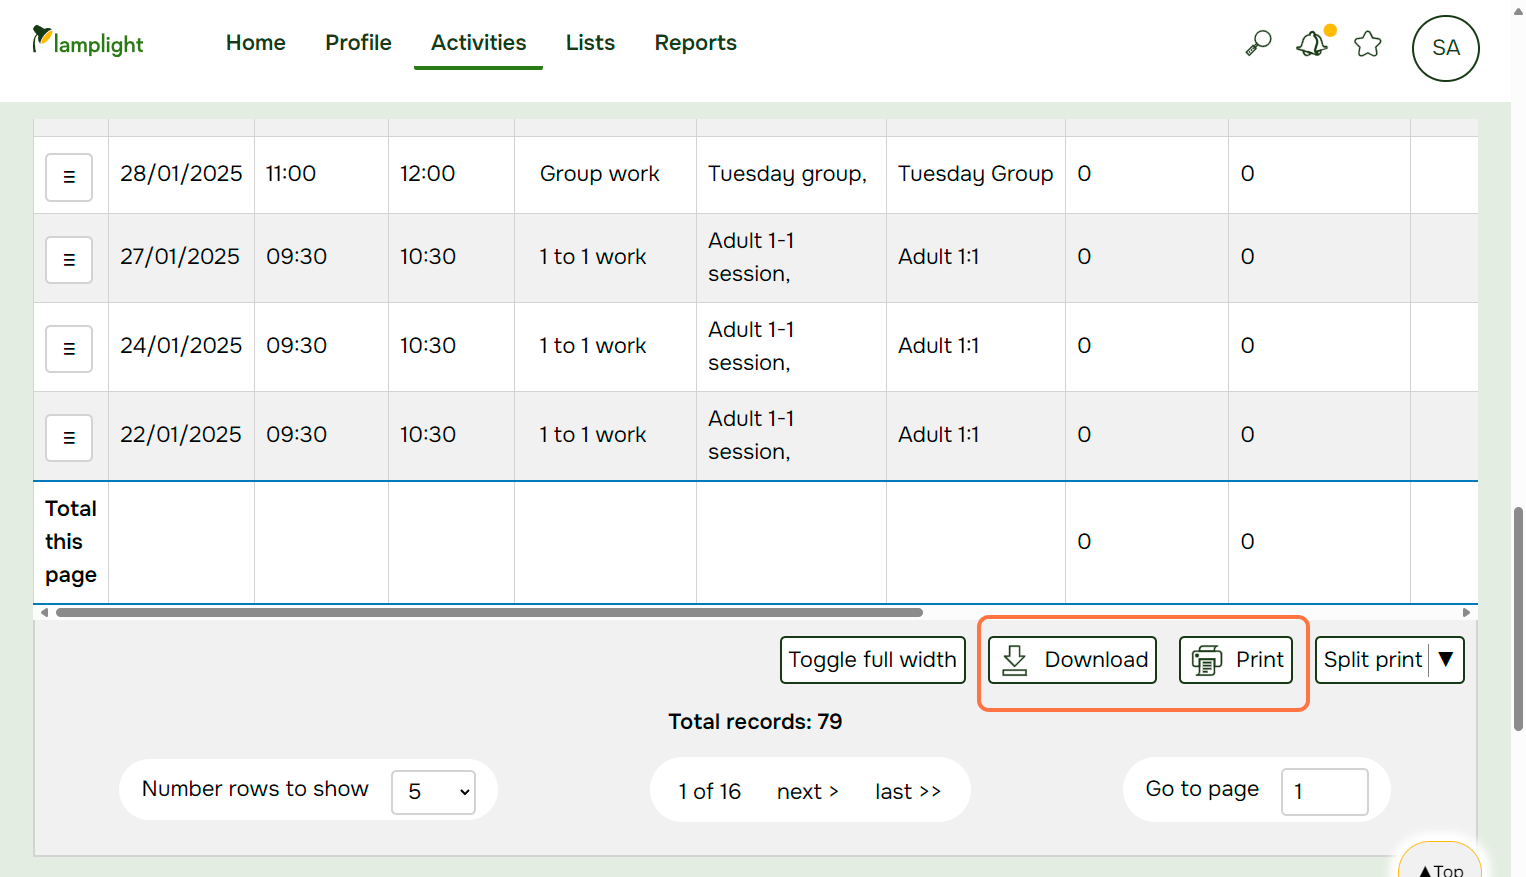 lamplight Home Profile Activities Lists Reports SA
28/01/2025 11:00 12:00 Group work Tuesday group, Tuesday Group 0 0
27/01/2025 09:30 10:30 1 to 1 work Adult 1-1 session, Adult 1:1 0 0
24/01/2025 09:30 10:30 1 to 1 work Adult 1-1 session, Adult 1:1 0 0
22/01/2025 09:30 10:30 1 to 1 work Adult 1-1 session, Adult 1:1 0 0
Total this page 0 0
Toggle full width Download Print Split print ▼
Total records: 79
Number rows to show 5 1 of 16 next > last >> Go to page 1
▲Top